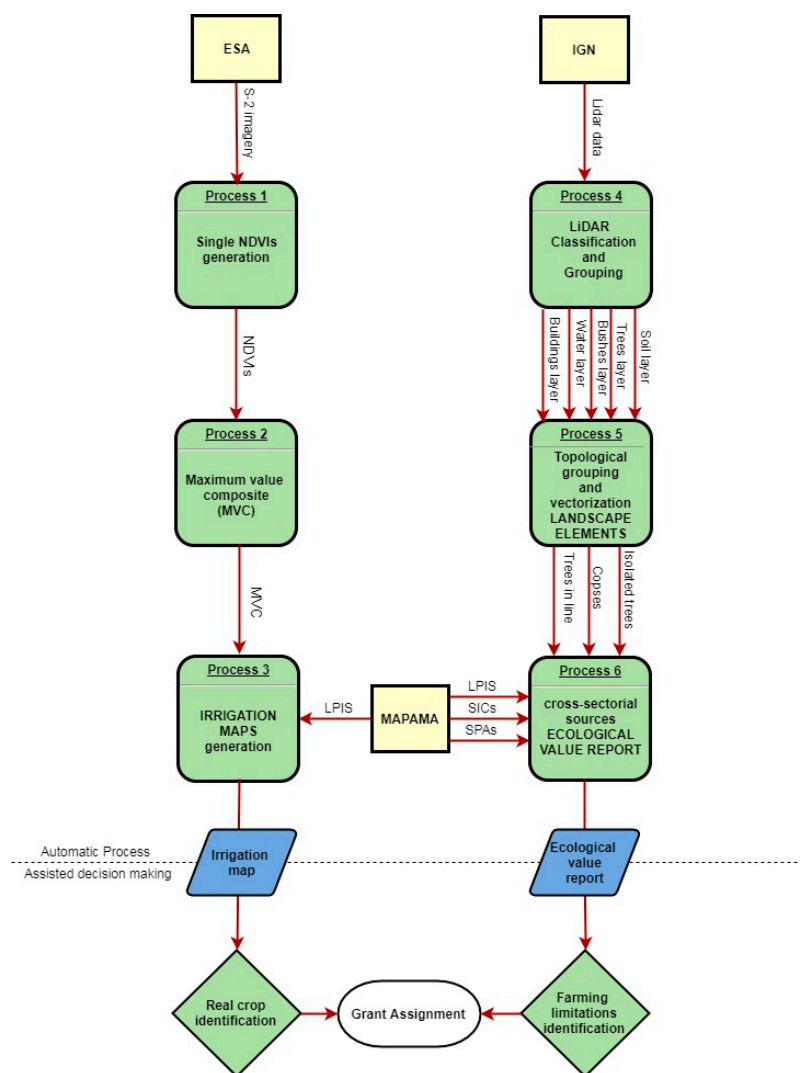 ESA
IGN
S-2 imagery
Lidar data
Process 1
Single NDVIs
generation
Process 4
LiDAR
Classification
and
Grouping
NDVIs
Buildings layer
Water layer
Bushes layer
Trees layer
Soil layer
Process 2
Maximum value
composite
(MVC)
Process 5
Topological
grouping
and
vectorization
LANDSCAPE
ELEMENTS
MVC
Trees in line
Copses
Isolated trees
Process 3
IRRIGATION
MAPS
generation
LPIS
MAPAMA
LPIS
SICs
SPAs
Process 6
cross-sectorial
sources
ECOLOGICAL
VALUE REPORT
Automatic Process
Assisted decision making
Irrigation
map
Ecological
value
report
Real crop
identification
Grant Assignment
Farming
limitations
identification